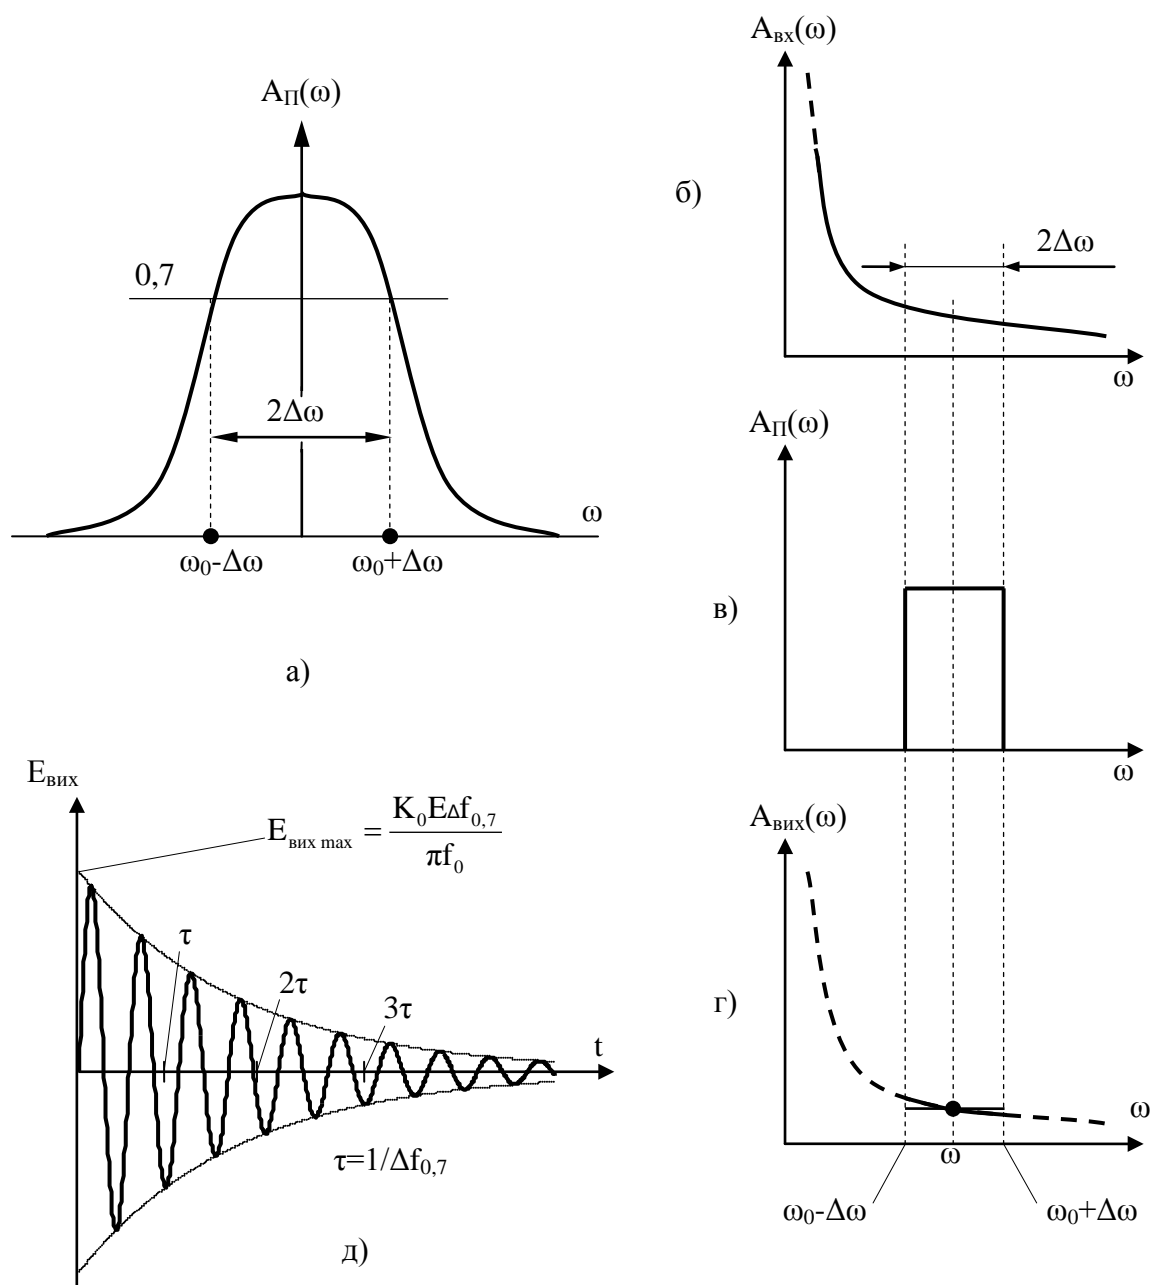 A_П(ω)
0,7
2Δω
ω
ω₀-Δω
ω₀+Δω
а)
A_вх(ω)
б)
2Δω
ω
A_П(ω)
в)
ω
A_вих(ω)
г)
ω
ω
ω₀-Δω
ω₀+Δω
E_вих
E_вих max = K₀EΔf₀,₇ / πf₀
τ
2τ
3τ
t
τ=1/Δf₀,₇
д)